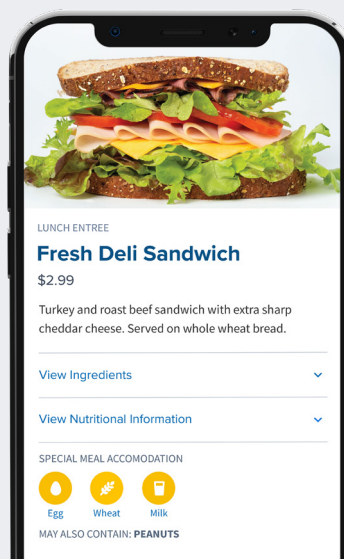 LUNCH ENTREE
Fresh Deli Sandwich
$2.99
Turkey and roast beef sandwich with extra sharp
cheddar cheese. Served on whole wheat bread.
View Ingredients
View Nutritional Information
SPECIAL MEAL ACCOMODATION
Egg Wheat Milk
MAY ALSO CONTAIN: PEANUTS